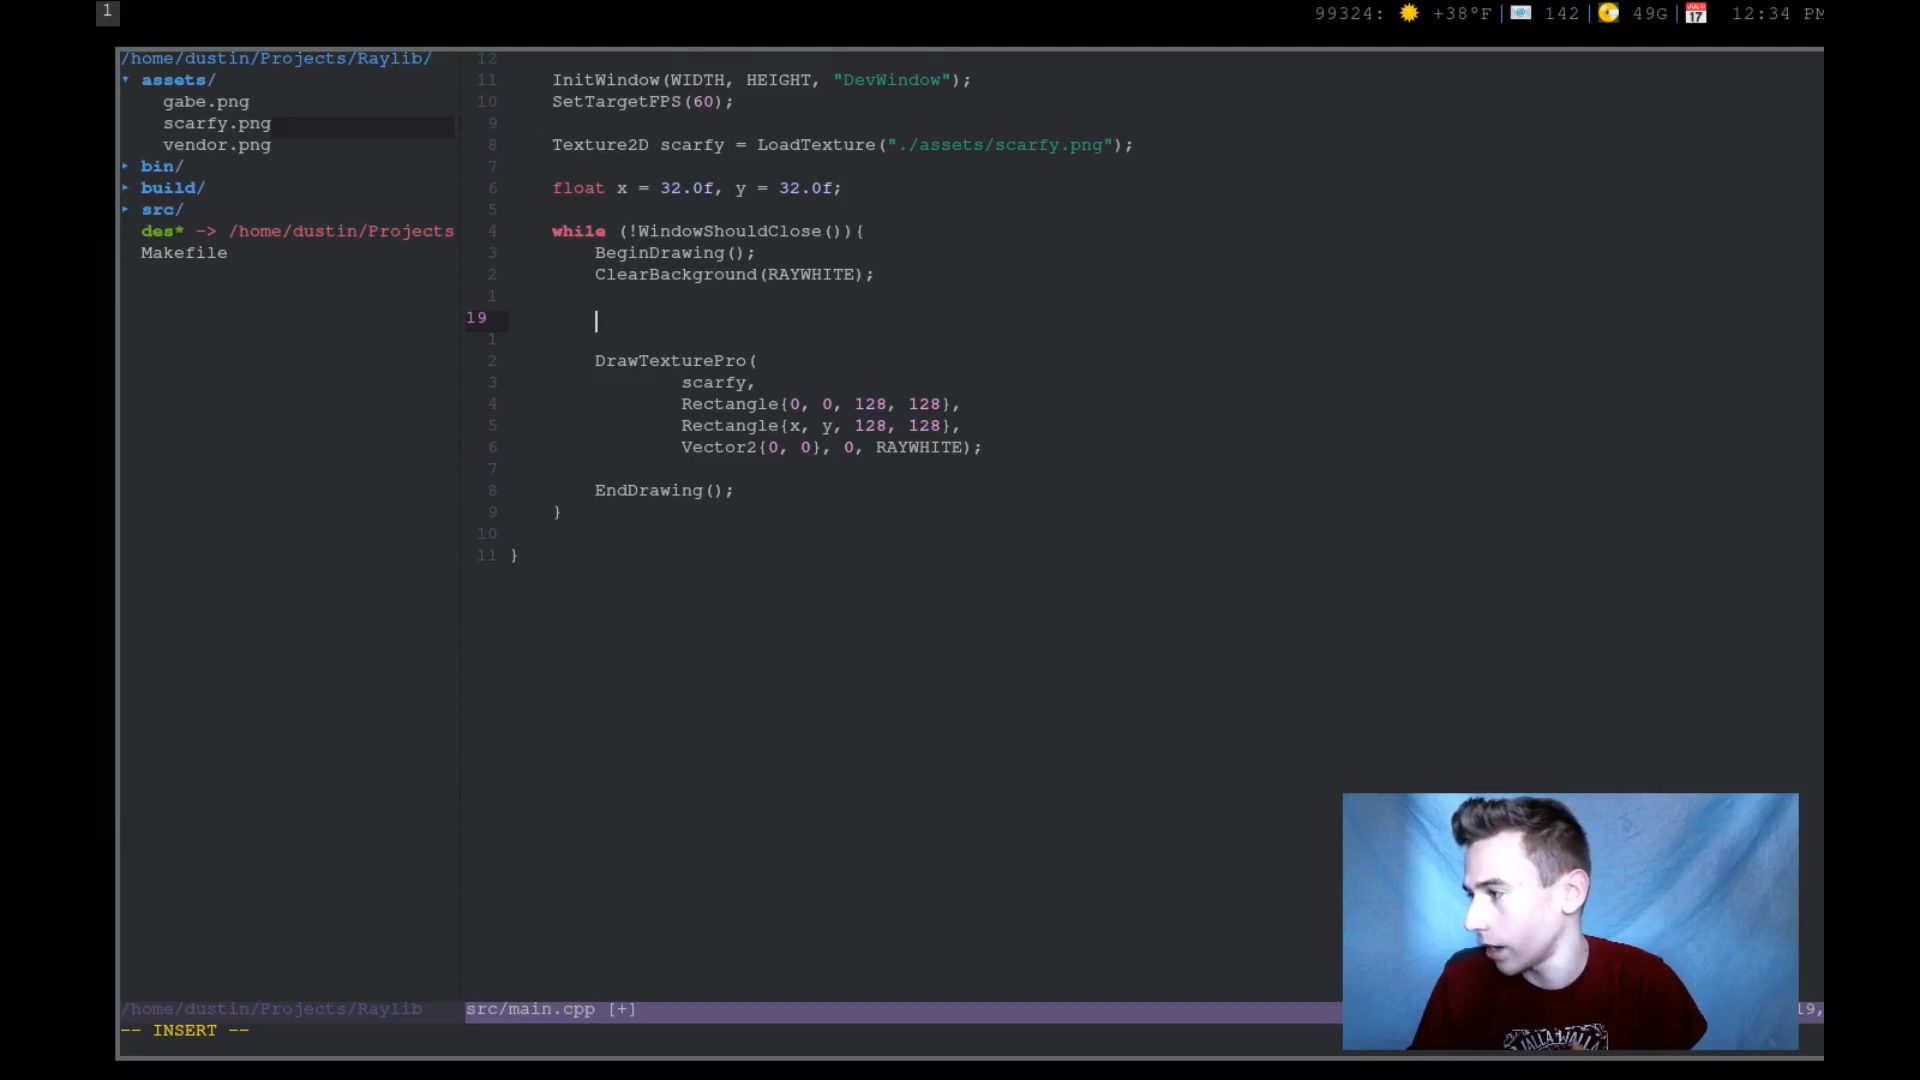 1
99324: +38°F | 142 | 49G | 12:34 PM
/home/dustin/Projects/Raylib/
▾ assets/
gabe.png
scarfy.png
vendor.png
▸ bin/
▸ build/
▸ src/
des* -> /home/dustin/Projects
Makefile
12
11 InitWindow(WIDTH, HEIGHT, "DevWindow");
10 SetTargetFPS(60);
9
8 Texture2D scarfy = LoadTexture("./assets/scarfy.png");
7
6 float x = 32.0f, y = 32.0f;
5
4 while (!WindowShouldClose()){
3 BeginDrawing();
2 ClearBackground(RAYWHITE);
1
19
1
2 DrawTexturePro(
3 scarfy,
4 Rectangle{0, 0, 128, 128},
5 Rectangle{x, y, 128, 128},
6 Vector2{0, 0}, 0, RAYWHITE);
7
8 EndDrawing();
9 }
10
11 }
/home/dustin/Projects/Raylib
src/main.cpp [+]
19,
-- INSERT --
JALLA WALLA